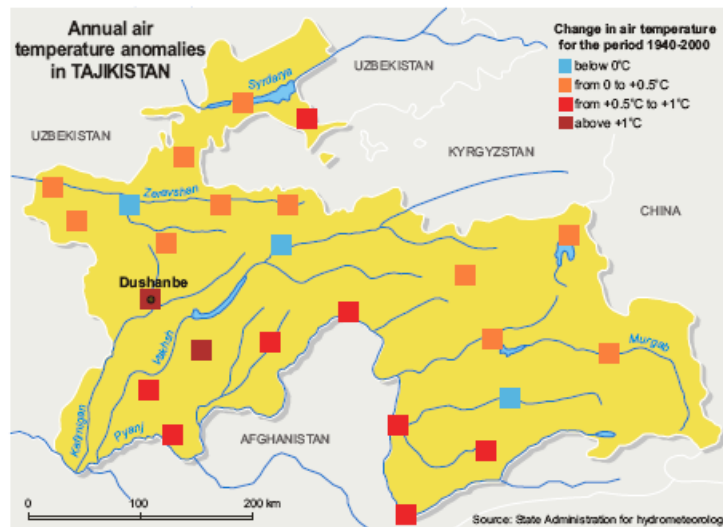 Annual air
temperature anomalies
in TAJIKISTAN
Change in air temperature
for the period 1940-2000
below 0°C
from 0 to +0.5°C
from +0.5°C to +1°C
above +1°C
UZBEKISTAN
Syrdarya
UZBEKISTAN
KYRGYZSTAN
Zeravshan
CHINA
Dushanbe
Vakhsh
Murgab
Kafirnigan
Pyanj
AFGHANISTAN
0 100 200 km
Source: State Administration for hydrometeorolog